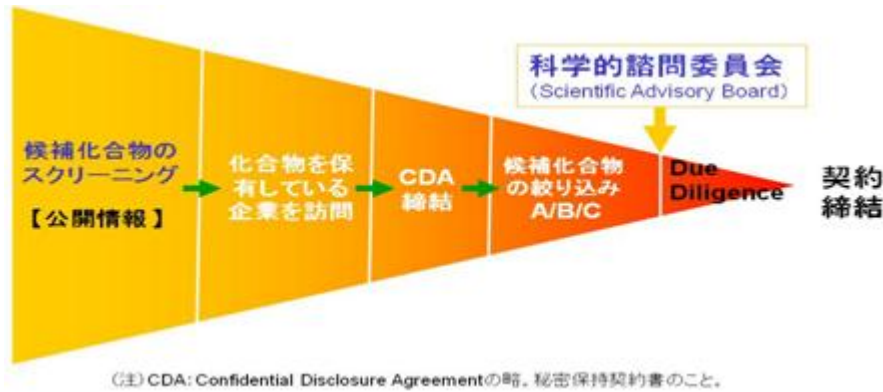 科学的諮問委員会
(Scientific Advisory Board)
候補化合物の
スクリーニング
【公開情報】
化合物を保
有している
企業を訪問
CDA
締結
候補化合物
の絞り込み
A/B/C
Due
Diligence
契約
締結
(注)CDA:Confidential Disclosure Agreementの略。秘密保持契約書のこと。